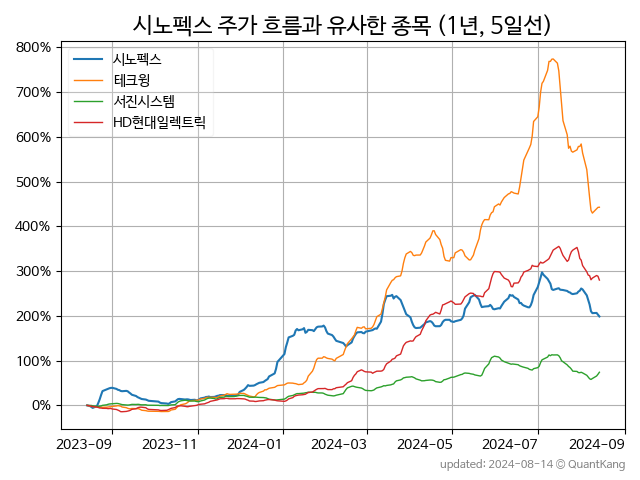 시노펙스 주가 흐름과 유사한 종목 (1년, 5일선)
800%
700%
600%
500%
400%
300%
200%
100%
0%
시노펙스
테크윙
서진시스템
HD현대일렉트릭
2023-09 2023-11 2024-01 2024-03 2024-05 2024-07 2024-09
updated: 2024-08-14 @ QuantKang